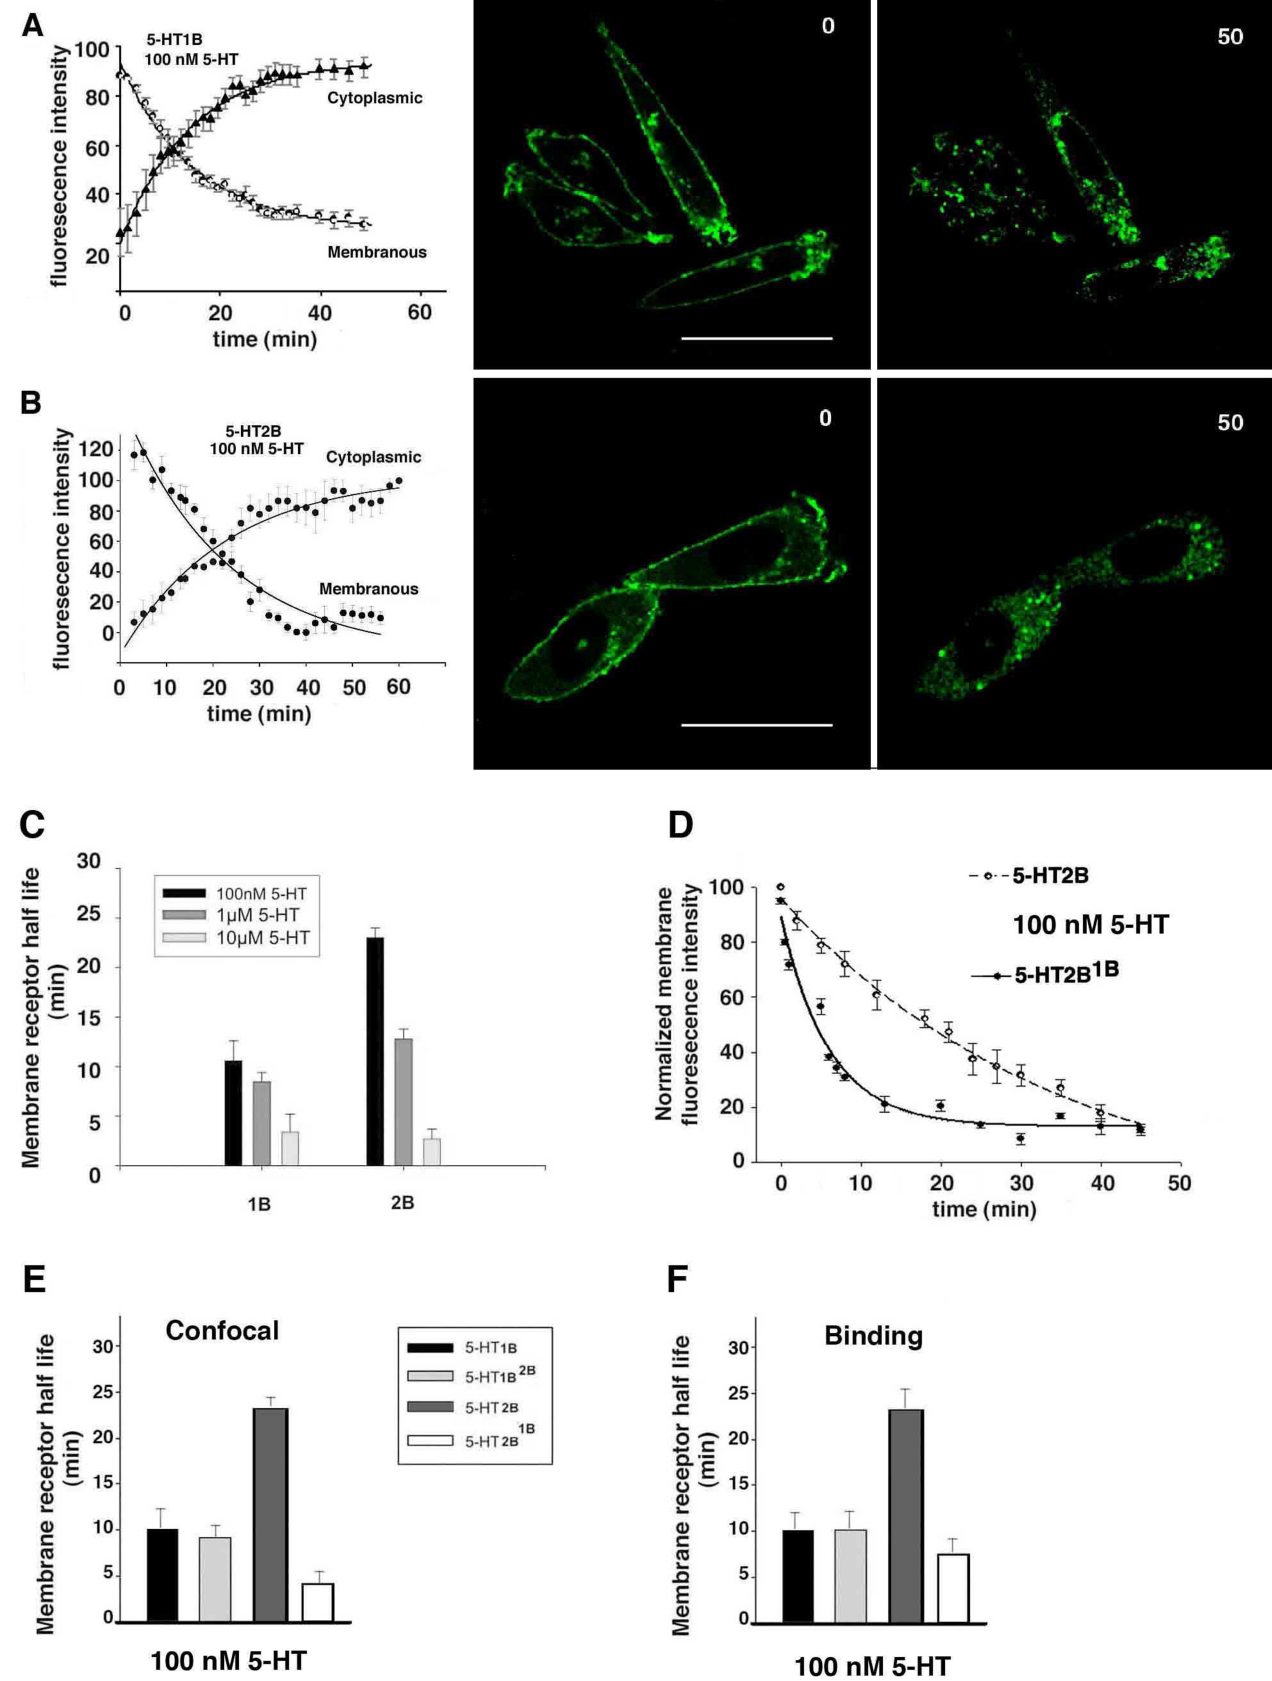 A
5-HT1B
100 nM 5-HT
fluoresecence intensity
100
80
60
40
20
Cytoplasmic
Membranous
0 20 40 60
time (min)
0
50
B
5-HT2B
100 nM 5-HT
fluoresecence intensity
120
100
80
60
40
20
0
Cytoplasmic
Membranous
0 10 20 30 40 50 60
time (min)
0
50
C
Membrane receptor half life
(min)
30
25
20
15
10
5
0
100nM 5-HT
1µM 5-HT
10µM 5-HT
1B 2B
D
Normalized membrane
fluoresecence intensity
100
80
60
40
20
0
5-HT2B
100 nM 5-HT
5-HT2B1B
0 10 20 30 40 50
time (min)
E
Confocal
Membrane receptor half life
(min)
30
25
20
15
10
5
0
100 nM 5-HT
5-HT1B
5-HT1B2B
5-HT2B
5-HT2B1B
F
Binding
Membrane receptor half life
(min)
30
25
20
15
10
5
0
100 nM 5-HT